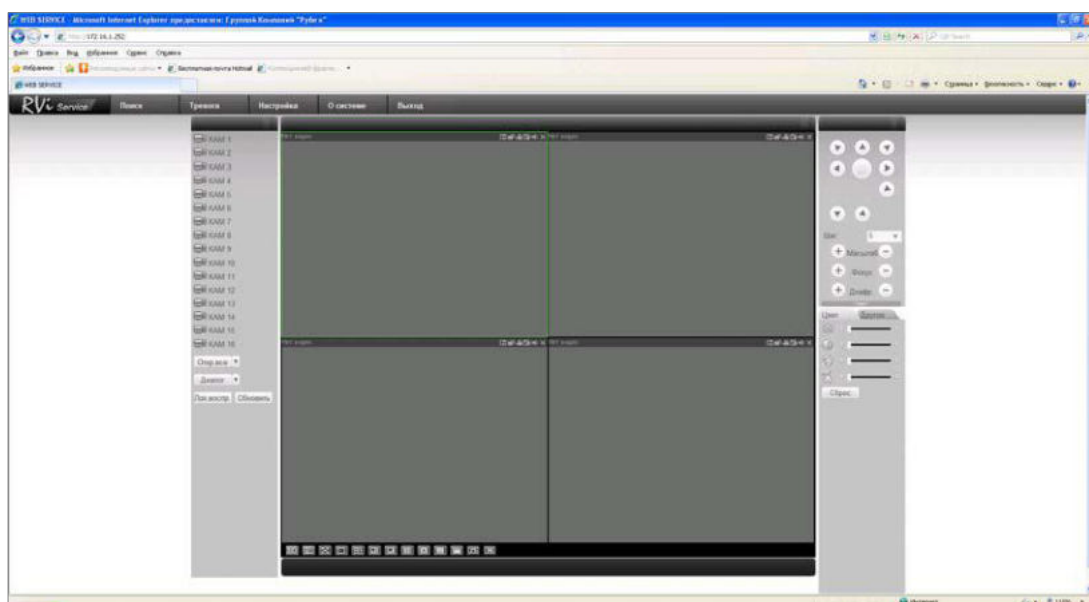 WEB SERVICE - Microsoft Internet Explorer предоставлен: Группой Компаний "Рубеж"
172.16.1.252
Файл Правка Вид Избранное Сервис Справка
Избранное Бесплатная почта Hotmail
WEB SERVICE
Страница Безопасность Сервис
RVi Service Поиск Тревога Настройка О системе Выход
КАМ 1
КАМ 2
КАМ 3
КАМ 4
КАМ 5
КАМ 6
КАМ 7
КАМ 8
КАМ 9
КАМ 10
КАМ 11
КАМ 12
КАМ 13
КАМ 14
КАМ 15
КАМ 16
Откр.все
Диалог
Лок.воспр. Обновить
Шаг 5
Масштаб
Фокус
Диафр.
Цвет Другое
Сброс